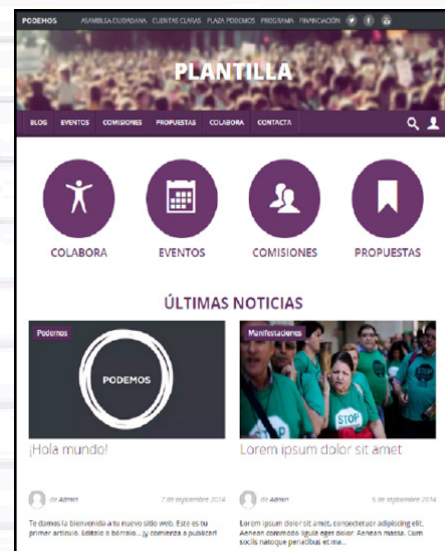 PODEMOS ASAMBLEA CIUDADANA CUENTAS CLARAS PLAZA PODEMOS PROGRAMA FINANCIACIÓN
PLANTILLA
BLOG EVENTOS COMISIONES PROPUESTAS COLABORA CONTACTA
COLABORA EVENTOS COMISIONES PROPUESTAS
ÚLTIMAS NOTICIAS
Podemos
Manifestaciones
PODEMOS
STOP
STOP
¡Hola mundo!
Lorem ipsum dolor sit amet
de Admin 7 de septiembre 2014
de Admin 5 de septiembre 2014
Te damos la bienvenida a tu nuevo sitio web. Este es tu
primer artículo. Edítalo o bórralo... ¡y comienza a publicar!
Lorem ipsum dolor sit amet, consectetuer adipiscing elit.
Aenean commodo ligula eget dolor. Aenean massa. Cum
sociis natoque penatibus et ma...